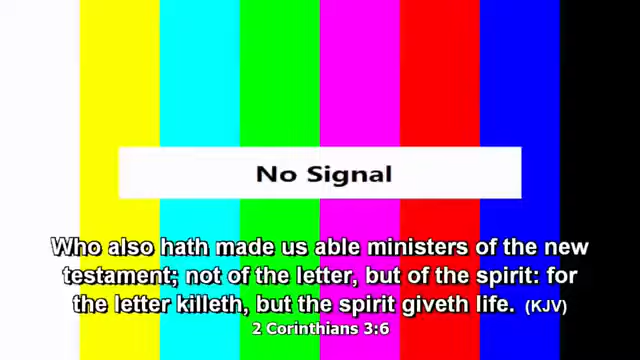 No Signal
Who also hath made us able ministers of the new
testament; not of the letter, but of the spirit: for
the letter killeth, but the spirit giveth life. (KJV)
2 Corinthians 3:6